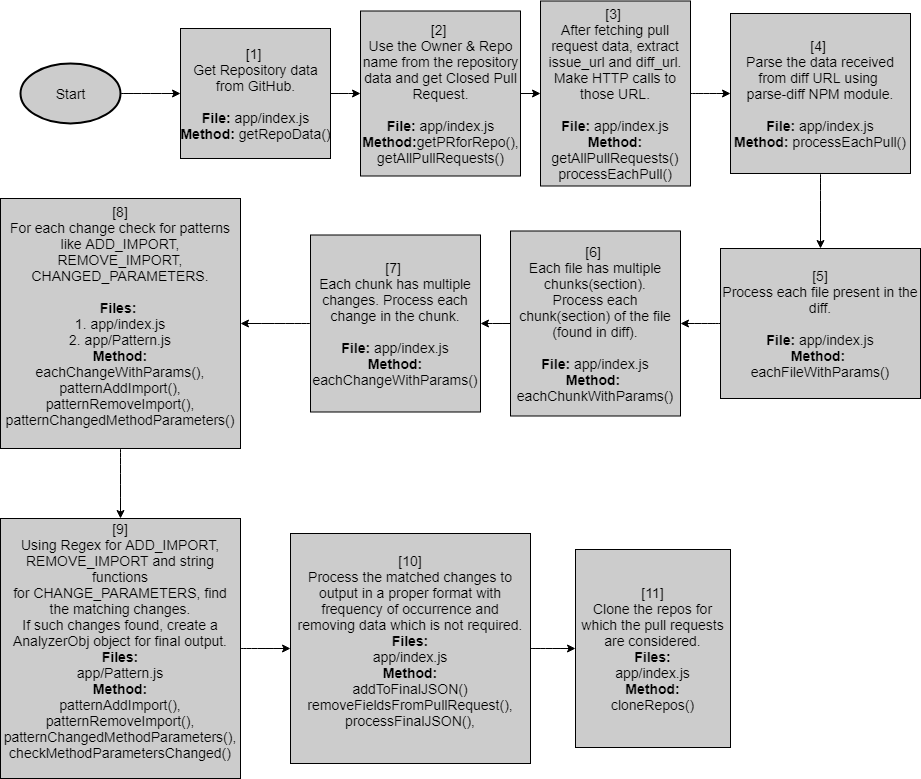 Start
[1]
Get Repository data
from GitHub.
File: app/index.js
Method: getRepoData()
[2]
Use the Owner & Repo
name from the repository
data and get Closed Pull
Request.
File: app/index.js
Method:getPRforRepo(),
getAllPullRequests()
[3]
After fetching pull
request data, extract
issue_url and diff_url.
Make HTTP calls to
those URL.
File: app/index.js
Method:
getAllPullRequests()
processEachPull()
[4]
Parse the data received
from diff URL using
parse-diff NPM module.
File: app/index.js
Method: processEachPull()
[5]
Process each file present in the
diff.
File: app/index.js
Method:
eachFileWithParams()
[6]
Each file has multiple
chunks(section).
Process each
chunk(section) of the file
(found in diff).
File: app/index.js
Method:
eachChunkWithParams()
[7]
Each chunk has multiple
changes. Process each
change in the chunk.
File: app/index.js
Method:
eachChangeWithParams()
[8]
For each change check for patterns
like ADD_IMPORT,
REMOVE_IMPORT,
CHANGED_PARAMETERS.
Files:
1. app/index.js
2. app/Pattern.js
Method:
eachChangeWithParams(),
patternAddImport(),
patternRemoveImport(),
patternChangedMethodParameters()
[9]
Using Regex for ADD_IMPORT,
REMOVE_IMPORT and string
functions
for CHANGE_PARAMETERS, find
the matching changes.
If such changes found, create a
AnalyzerObj object for final output.
Files:
app/Pattern.js
Method:
patternAddImport(),
patternRemoveImport(),
patternChangedMethodParameters(),
checkMethodParametersChanged()
[10]
Process the matched changes to
output in a proper format with
frequency of occurrence and
removing data which is not required.
Files:
app/index.js
Method:
addToFinalJSON()
removeFieldsFromPullRequest(),
processFinalJSON(),
[11]
Clone the repos for
which the pull requests
are considered.
Files:
app/index.js
Method:
cloneRepos()